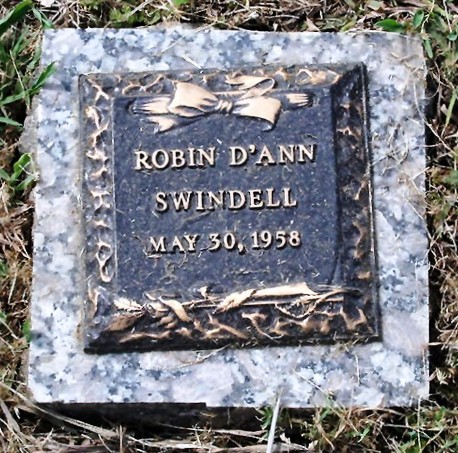 ROBIN D'ANN
SWINDELL
MAY 30, 1958